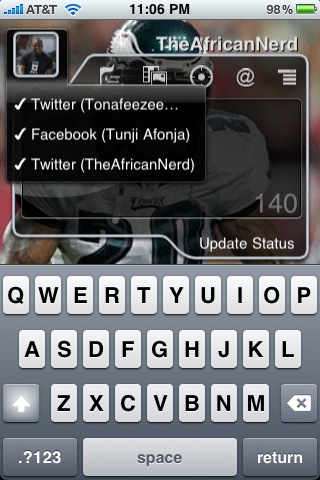 AT&T 11:06 PM 98%
TheAfricanNerd
@
✓ Twitter (Tonafeezee...
✓ Facebook (Tunji Afonja)
✓ Twitter (TheAfricanNerd)
140
Update Status
Q W E R T Y U I O P
A S D F G H J K L
Z X C V B N M
.?123 space return